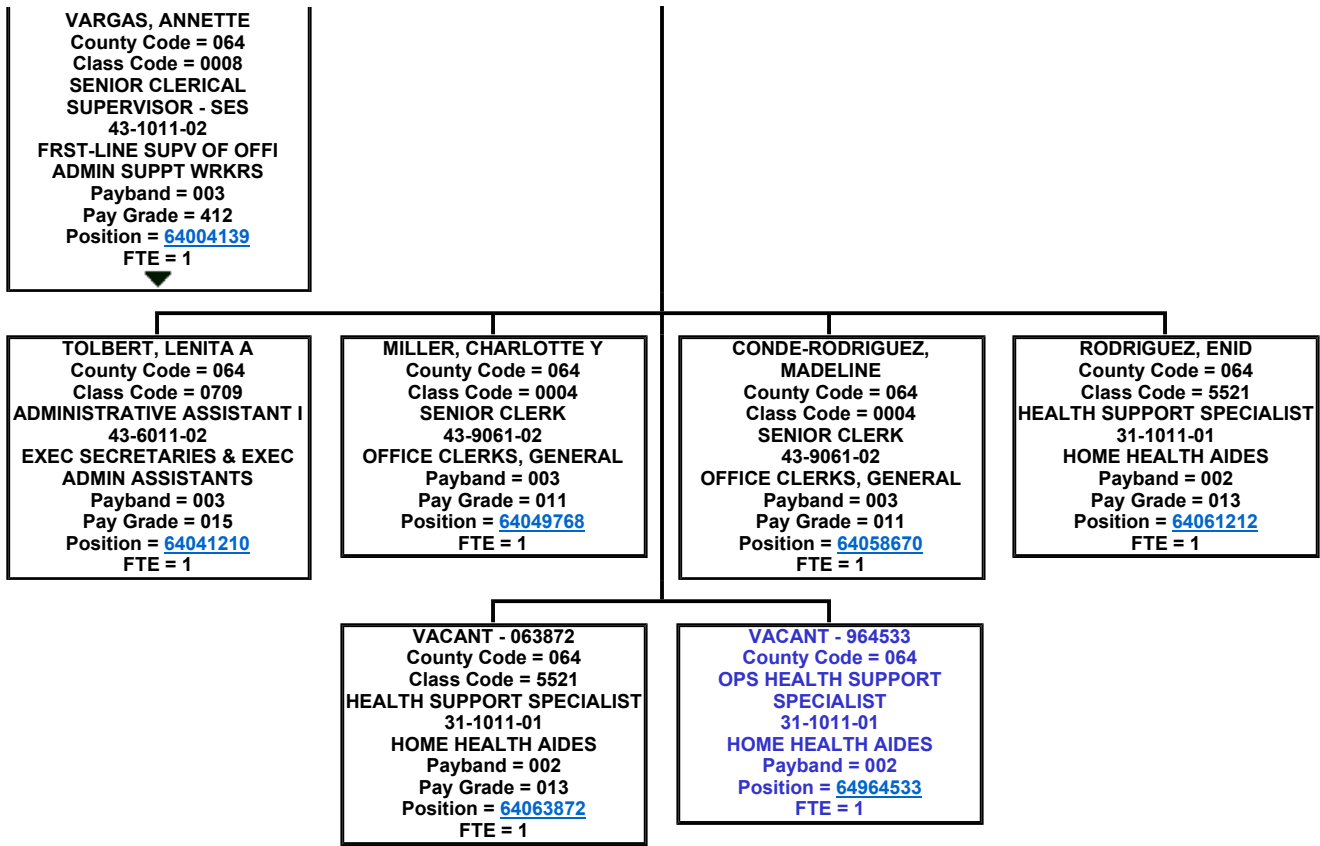 VARGAS, ANNETTE
County Code = 064
Class Code = 0008
SENIOR CLERICAL
SUPERVISOR - SES
43-1011-02
FRST-LINE SUPV OF OFFI
ADMIN SUPPT WRKRS
Payband = 003
Pay Grade = 412
Position = 64004139
FTE = 1
TOLBERT, LENITA A
County Code = 064
Class Code = 0709
ADMINISTRATIVE ASSISTANT I
43-6011-02
EXEC SECRETARIES & EXEC
ADMIN ASSISTANTS
Payband = 003
Pay Grade = 015
Position = 64041210
FTE = 1
MILLER, CHARLOTTE Y
County Code = 064
Class Code = 0004
SENIOR CLERK
43-9061-02
OFFICE CLERKS, GENERAL
Payband = 003
Pay Grade = 011
Position = 64049768
FTE = 1
CONDE-RODRIGUEZ,
MADELINE
County Code = 064
Class Code = 0004
SENIOR CLERK
43-9061-02
OFFICE CLERKS, GENERAL
Payband = 003
Pay Grade = 011
Position = 64058670
FTE = 1
RODRIGUEZ, ENID
County Code = 064
Class Code = 5521
HEALTH SUPPORT SPECIALIST
31-1011-01
HOME HEALTH AIDES
Payband = 002
Pay Grade = 013
Position = 64061212
FTE = 1
VACANT - 063872
County Code = 064
Class Code = 5521
HEALTH SUPPORT SPECIALIST
31-1011-01
HOME HEALTH AIDES
Payband = 002
Pay Grade = 013
Position = 64063872
FTE = 1
VACANT - 964533
County Code = 064
OPS HEALTH SUPPORT
SPECIALIST
31-1011-01
HOME HEALTH AIDES
Payband = 002
Position = 64964533
FTE = 1